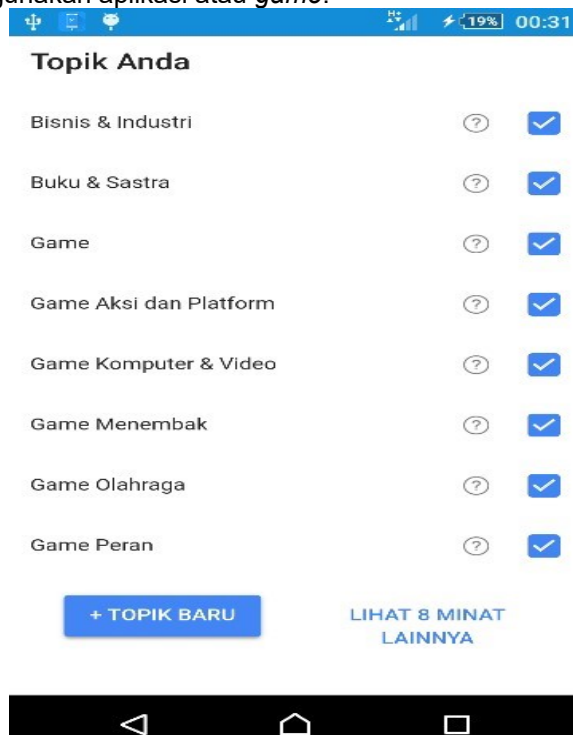 gunakan aplikasi atau game.
19% 00:31
Topik Anda
Bisnis & Industri
Buku & Sastra
Game
Game Aksi dan Platform
Game Komputer & Video
Game Menembak
Game Olahraga
Game Peran
+ TOPIK BARU
LIHAT 8 MINAT
LAINNYA